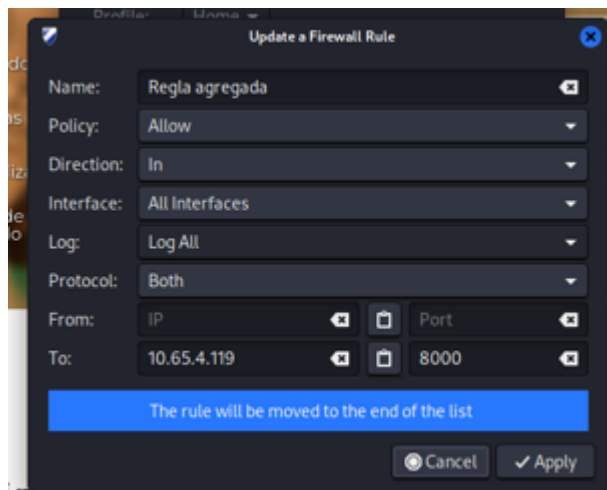 Profile: Home
Update a Firewall Rule
Name: Regla agregada
Policy: Allow
Direction: In
Interface: All Interfaces
Log: Log All
Protocol: Both
From: IP Port
To: 10.65.4.119 8000
The rule will be moved to the end of the list
Cancel Apply